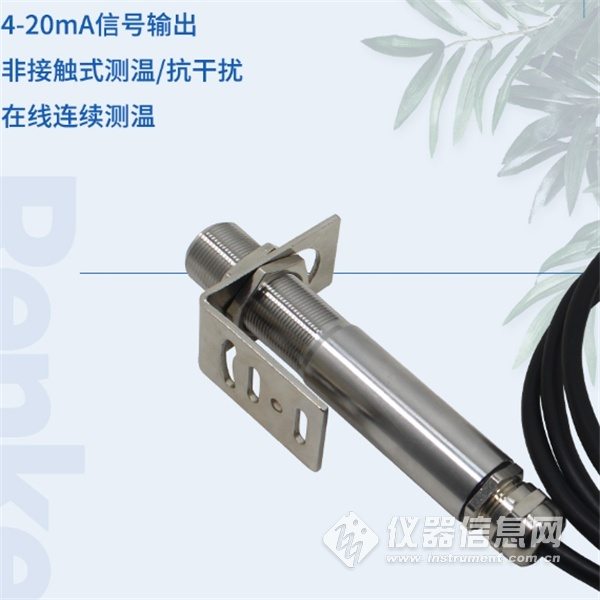 4-20mA信号输出
非接触式测温/抗干扰
在线连续测温
Benke
仪器信息网
www.instrument.com.cn